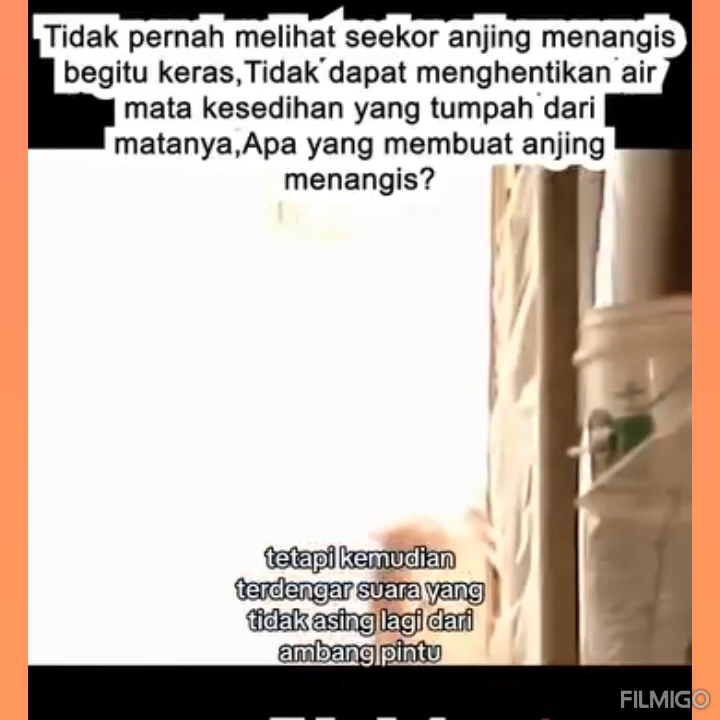 Tidak pernah melihat seekor anjing menangis
begitu keras,Tidak dapat menghentikan air
mata kesedihan yang tumpah dari
matanya,Apa yang membuat anjing
menangis?
tetapi kemudian
terdengar suara yang
tidak asing lagi dari
ambang pintu
FILMIGO